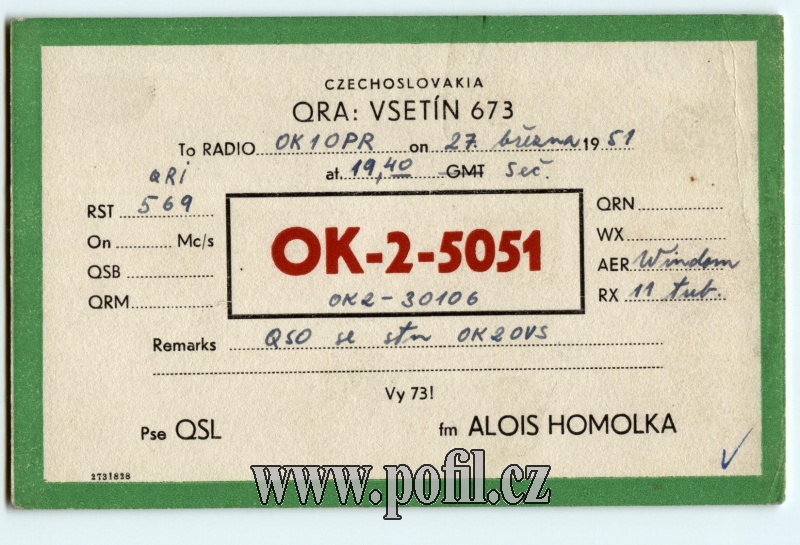 CZECHOSLOVAKIA
QRA: VSETÍN 673
To RADIO OK1OPR on 27. března 1951
at 19,40 GMT SEČ.
QRI
RST 569
On Mc/s
QSB
QRM
OK-2-5051
OK2-30106
QRN
WX
AER Windom
RX 11 tub.
Remarks QSO se stn OK2OVS
Vy 73!
Pse QSL fm ALOIS HOMOLKA
2731828
www.pofil.cz